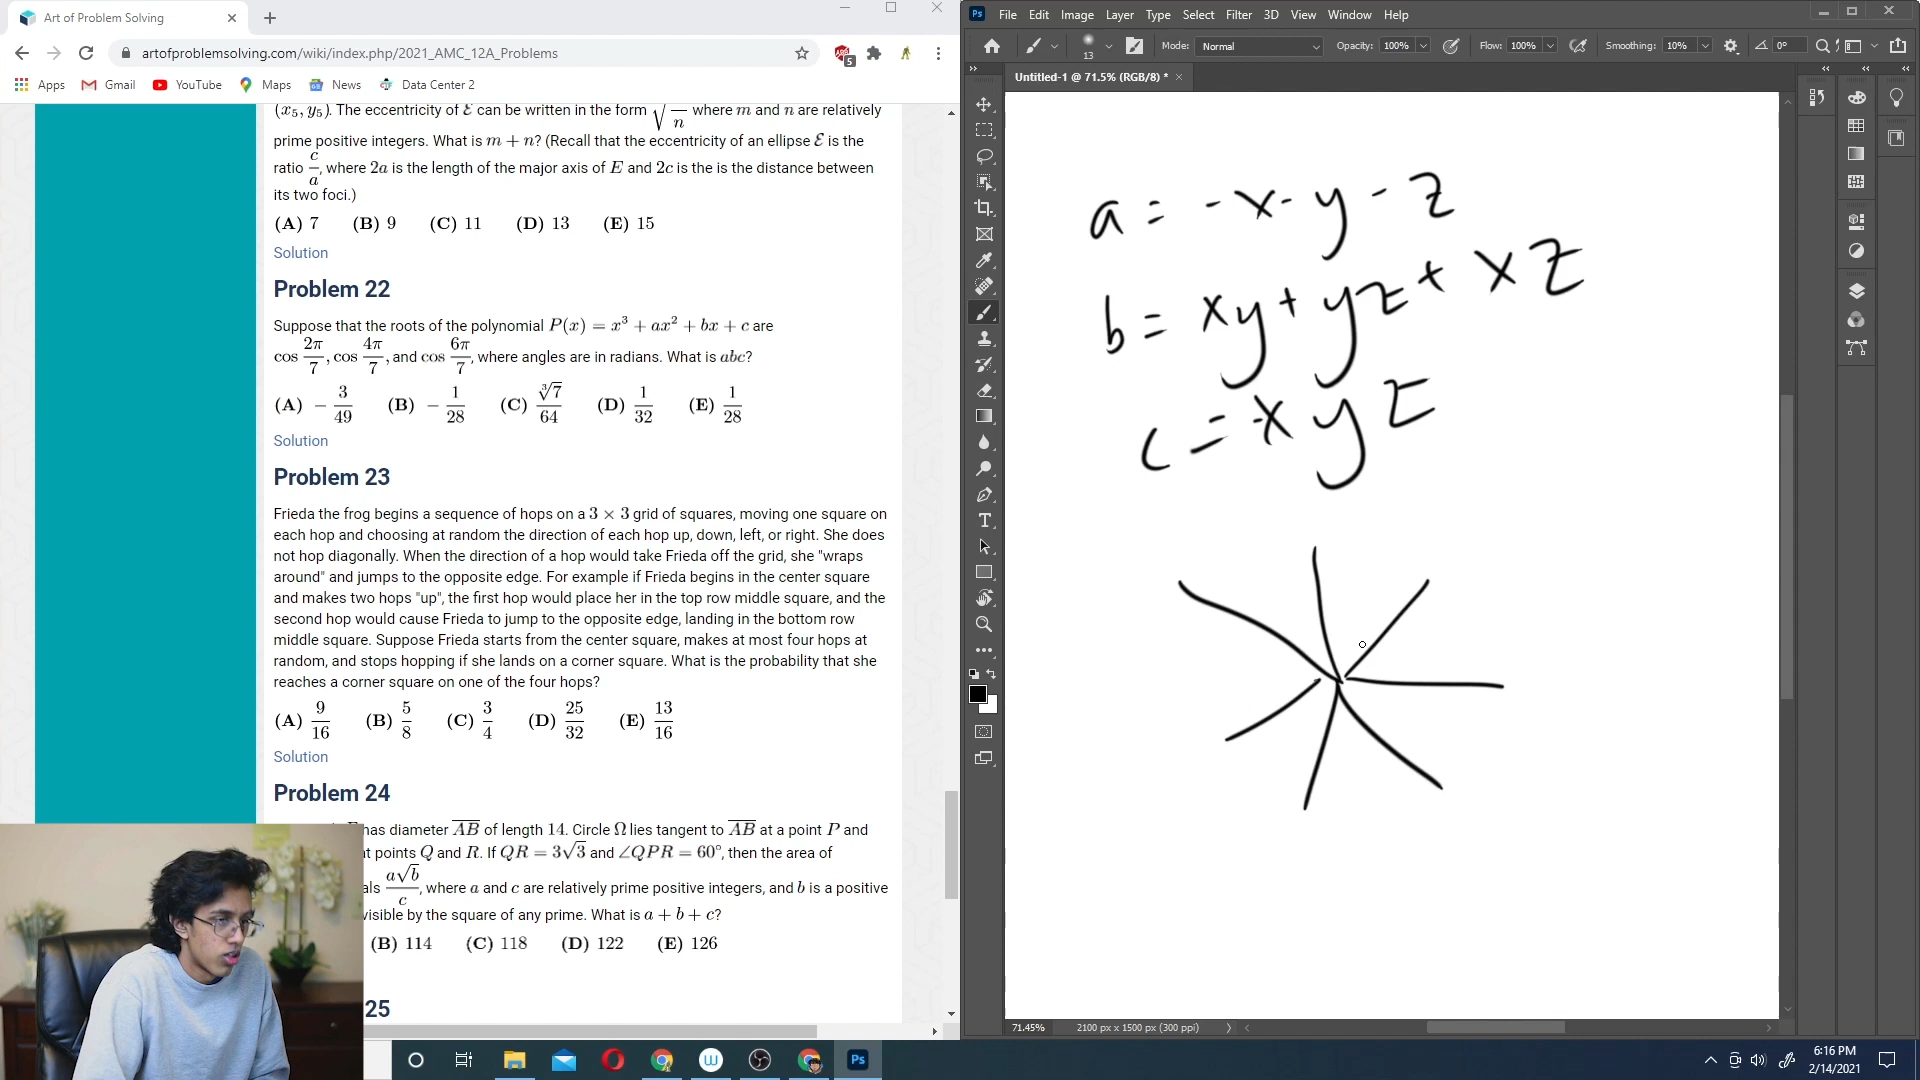 Art of Problem Solving
artofproblemsolving.com/wiki/index.php/2021_AMC_12A_Problems
5
Apps Gmail YouTube Maps News Data Center 2
(x₅, y₅). The eccentricity of ℰ can be written in the form √ n where m and n are relatively
prime positive integers. What is m + n? (Recall that the eccentricity of an ellipse ℰ is the
ratio c/a, where 2a is the length of the major axis of E and 2c is the is the distance between
its two foci.)
(A) 7 (B) 9 (C) 11 (D) 13 (E) 15
Solution
Problem 22
Suppose that the roots of the polynomial P(x) = x³ + ax² + bx + c are
cos 2π/7, cos 4π/7, and cos 6π/7, where angles are in radians. What is abc?
(A) −3/49 (B) −1/28 (C) ∛7/64 (D) 1/32 (E) 1/28
Solution
Problem 23
Frieda the frog begins a sequence of hops on a 3 × 3 grid of squares, moving one square on
each hop and choosing at random the direction of each hop up, down, left, or right. She does
not hop diagonally. When the direction of a hop would take Frieda off the grid, she "wraps
around" and jumps to the opposite edge. For example if Frieda begins in the center square
and makes two hops "up", the first hop would place her in the top row middle square, and the
second hop would cause Frieda to jump to the opposite edge, landing in the bottom row
middle square. Suppose Frieda starts from the center square, makes at most four hops at
random, and stops hopping if she lands on a corner square. What is the probability that she
reaches a corner square on one of the four hops?
(A) 9/16 (B) 5/8 (C) 3/4 (D) 25/32 (E) 13/16
Solution
Problem 24
has diameter AB of length 14. Circle Ω lies tangent to AB at a point P and
at points Q and R. If QR = 3√3 and ∠QPR = 60°, then the area of
als a√b/c, where a and c are relatively prime positive integers, and b is a positive
visible by the square of any prime. What is a + b + c?
(B) 114 (C) 118 (D) 122 (E) 126
25
Ps File Edit Image Layer Type Select Filter 3D View Window Help
13 Mode: Normal Opacity: 100% Flow: 100% Smoothing: 10% 0°
Untitled-1 @ 71.5% (RGB/8) *
a = -x-y-z
b = xy+yz+xz
c = -xyz
71.45% 2100 px x 1500 px (300 ppi)
Ps
6:16 PM
2/14/2021